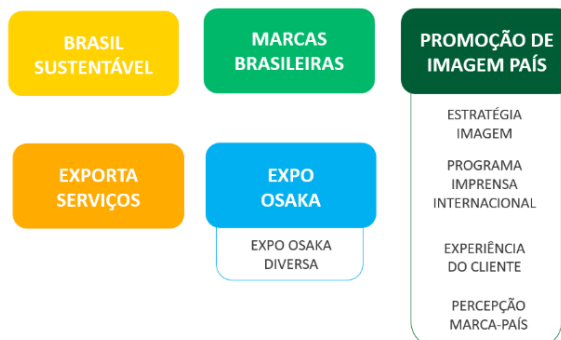 BRASIL
SUSTENTÁVEL
MARCAS
BRASILEIRAS
PROMOÇÃO DE
IMAGEM PAÍS
ESTRATÉGIA
IMAGEM
PROGRAMA
IMPRENSA
INTERNACIONAL
EXPERIÊNCIA
DO CLIENTE
PERCEPÇÃO
MARCA-PAÍS
EXPORTA
SERVIÇOS
EXPO
OSAKA
EXPO OSAKA
DIVERSA